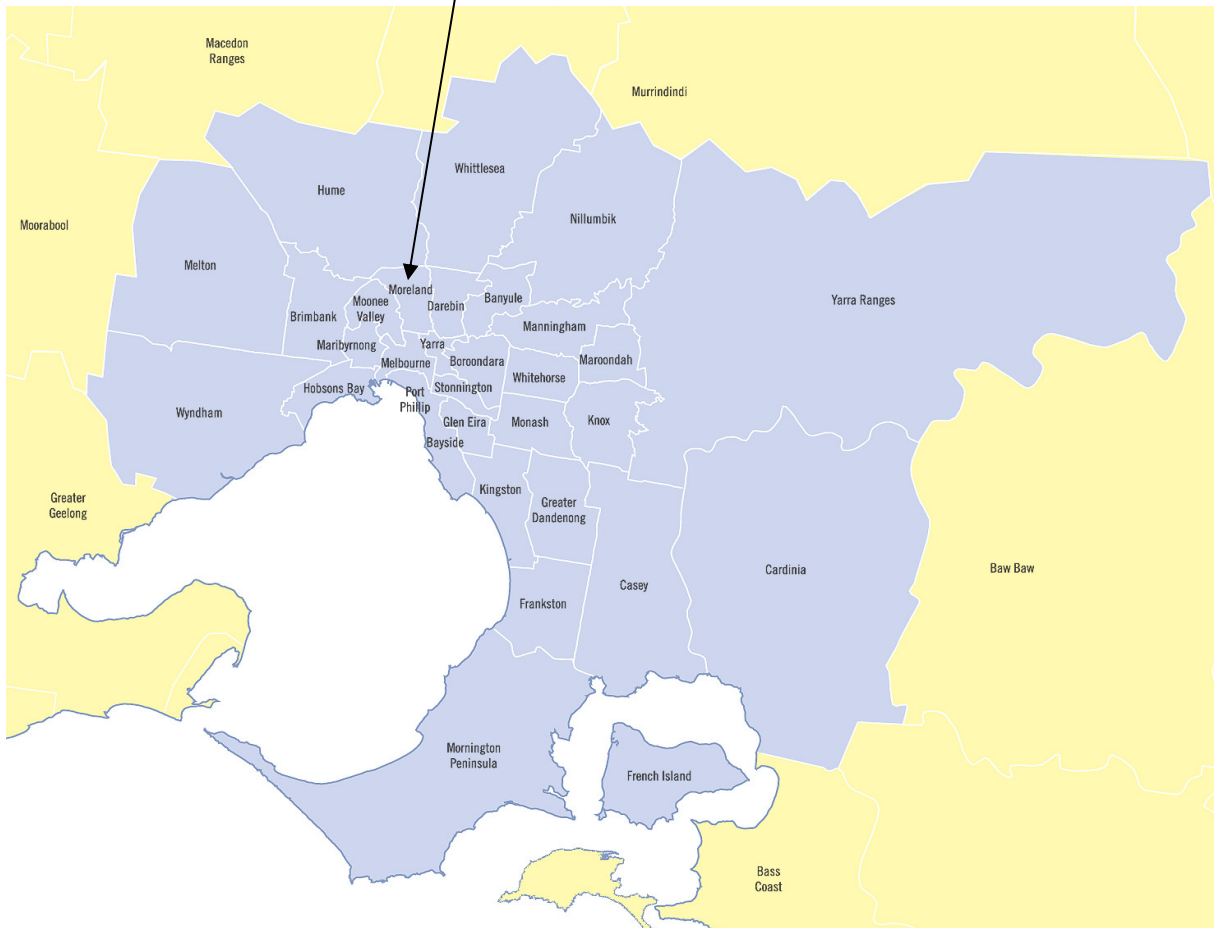 Macedon
Ranges
Murrindindi
Whittlesea
Hume
Nillumbik
Moorabool
Melton
Yarra Ranges
Moreland
Banyule
Moonee
Valley
Darebin
Brimbank
Manningham
Maribyrnong
Yarra
Melbourne
Boroondara
Maroondah
Whitehorse
Hobsons Bay
Port
Phillip
Stonnington
Wyndham
Glen Eira
Monash
Knox
Bayside
Kingston
Greater
Geelong
Greater
Dandenong
Cardinia
Baw Baw
Casey
Frankston
Mornington
Peninsula
French Island
Bass
Coast